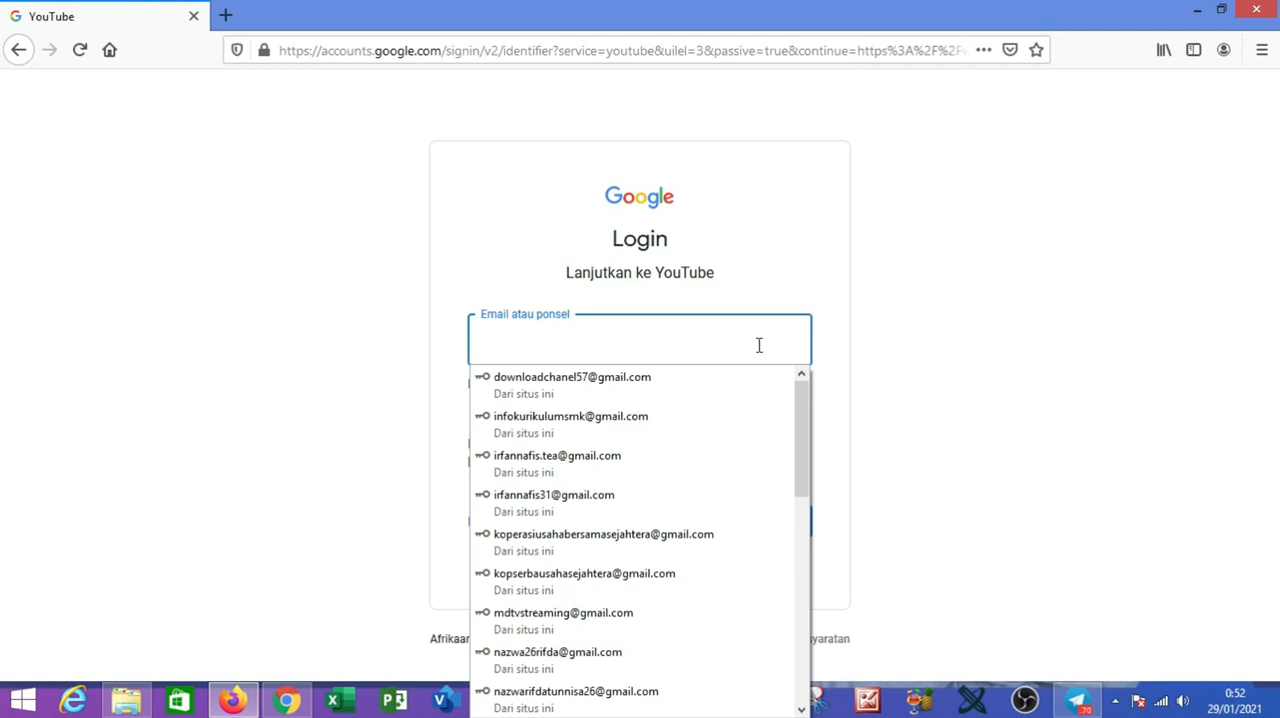 YouTube
https://accounts.google.com/signin/v2/identifier?service=youtube&uilel=3&passive=true&continue=https%3A%2F%2F
Google
Login
Lanjutkan ke YouTube
Email atau ponsel
downloadchanel57@gmail.com
Dari situs ini
infokurikulumsmk@gmail.com
Dari situs ini
irfannafis.tea@gmail.com
Dari situs ini
irfannafis31@gmail.com
Dari situs ini
koperasiusahabersamasejahtera@gmail.com
Dari situs ini
kopserbausahasejahtera@gmail.com
Dari situs ini
mdtvstreaming@gmail.com
Dari situs ini
Afrikaan
syaratan
nazwa26rifda@gmail.com
Dari situs ini
nazwarifdatunnisa26@gmail.com
Dari situs ini
70
0:52
29/01/2021